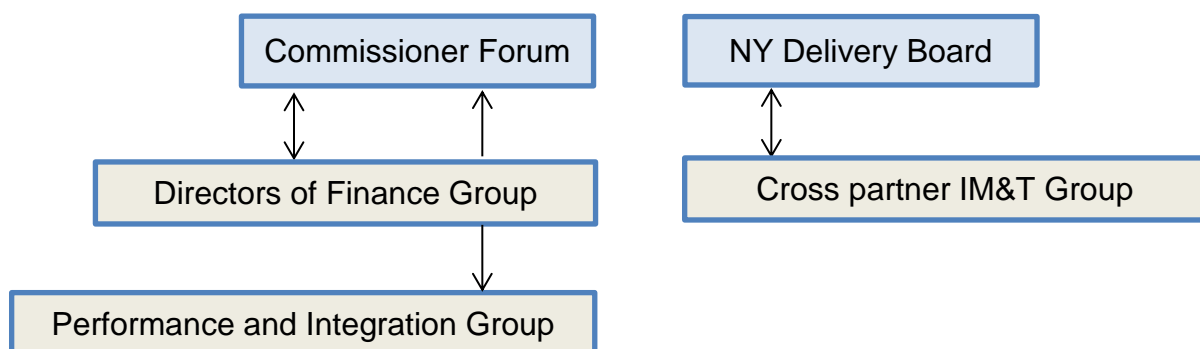 Commissioner Forum
NY Delivery Board
Directors of Finance Group
Cross partner IM&T Group
Performance and Integration Group